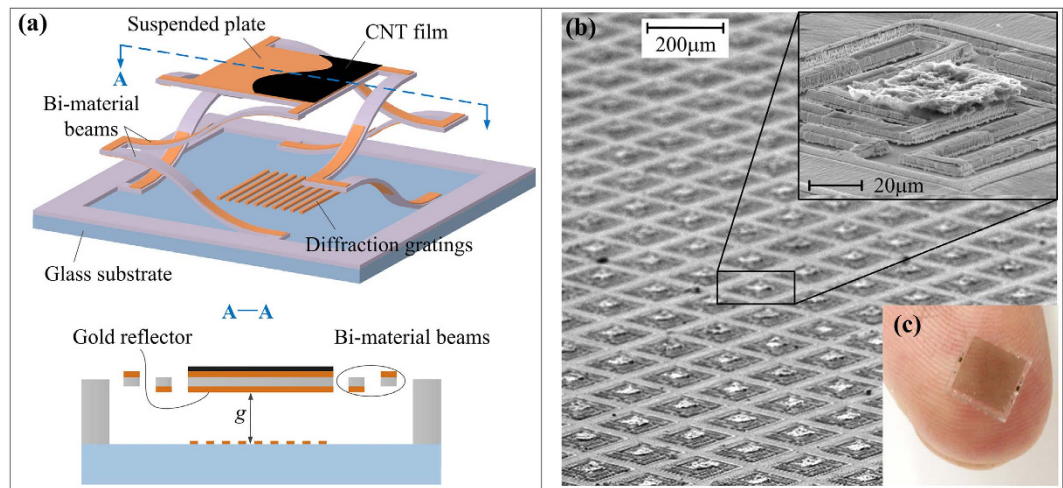 (a)
Suspended plate
CNT film
A
Bi-material
beams
Diffraction gratings
Glass substrate
A—A
Gold reflector
Bi-material beams
g
(b)
200μm
20μm
(c)